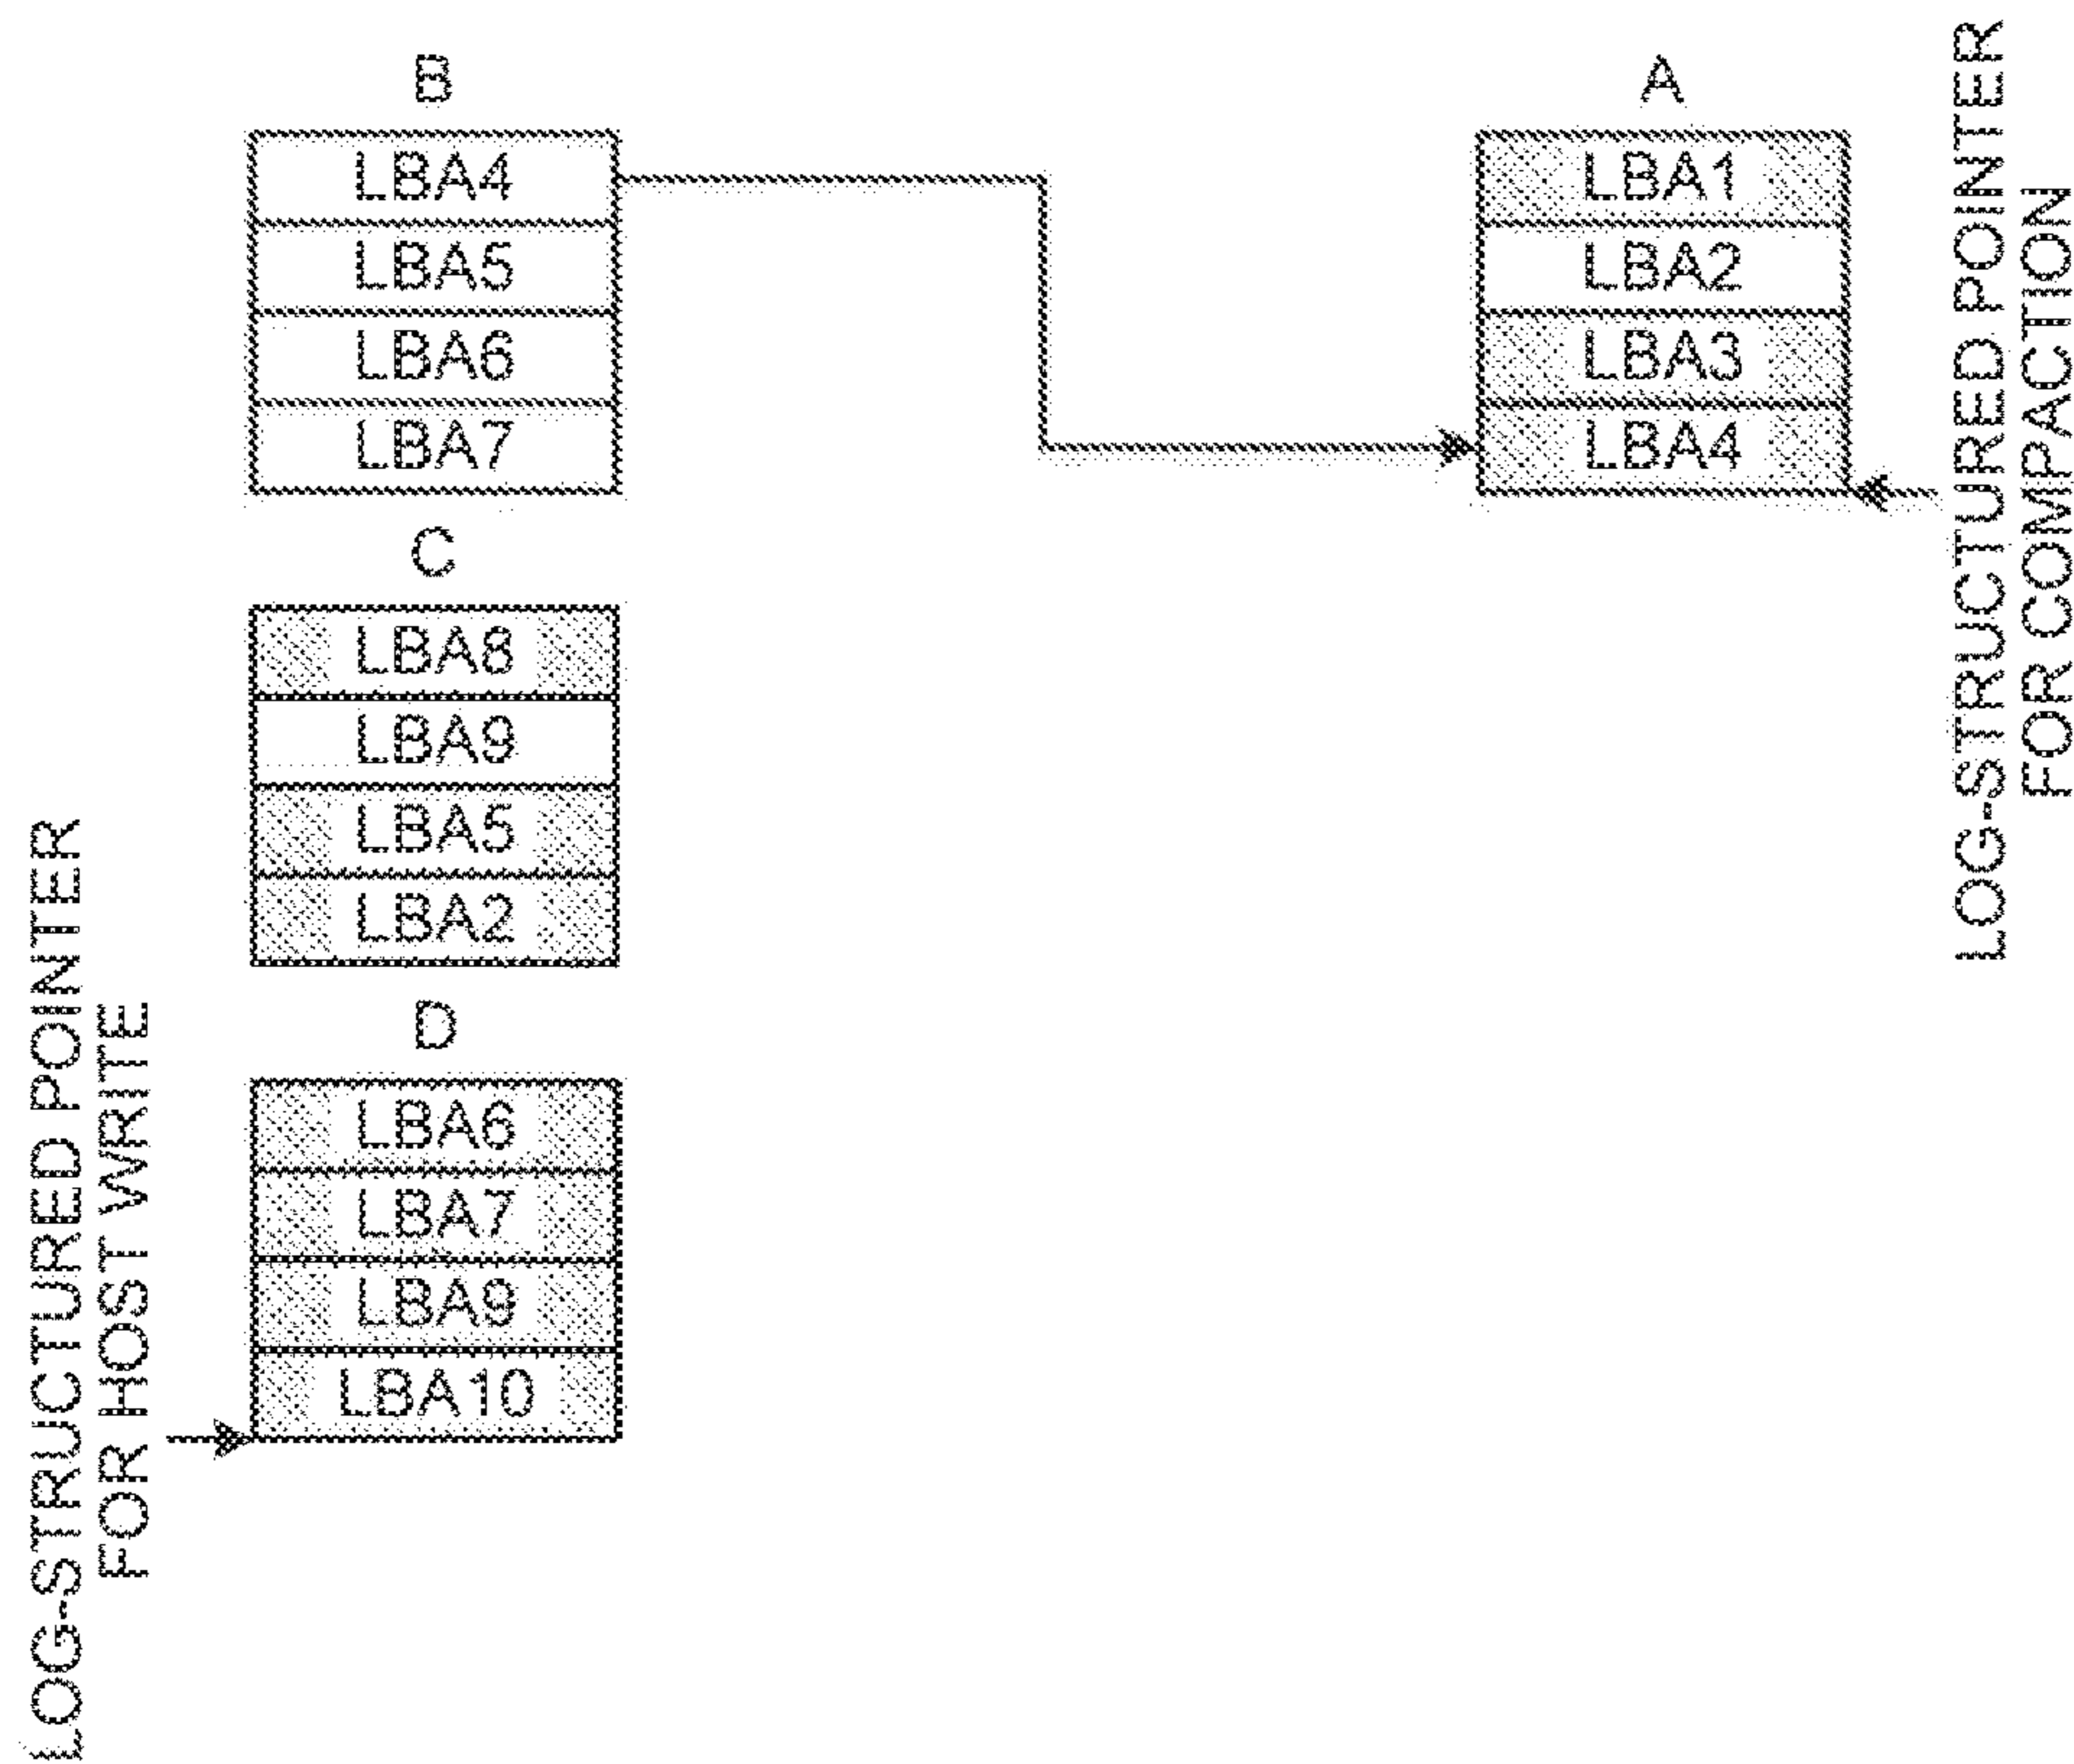 B
LBA4
LBA5
LBA6
LBA7
C
LBA8
LBA9
LBA5
LBA2
D
LBA6
LBA7
LBA9
LBA10
LOG-STRUCTURED POINTER
FOR HOST WRITE
A
LBA1
LBA2
LBA3
LBA4
LOG-STRUCTURED POINTER
FOR COMPACTION